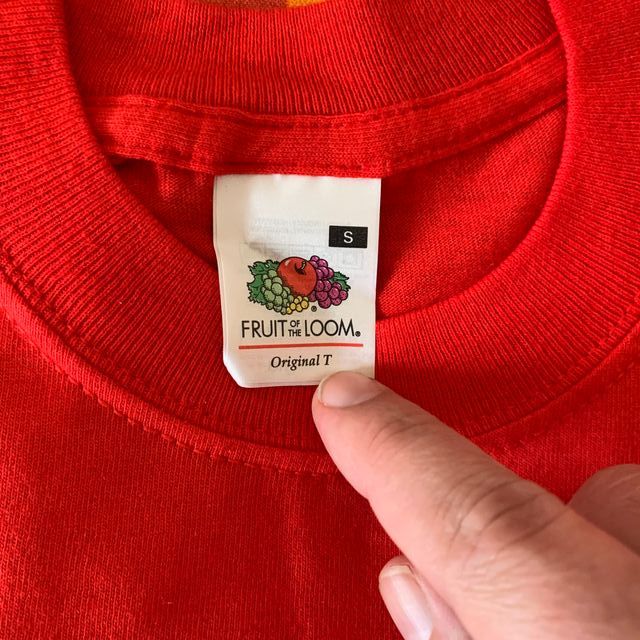 S
FRUIT OF THE LOOM®
Original T